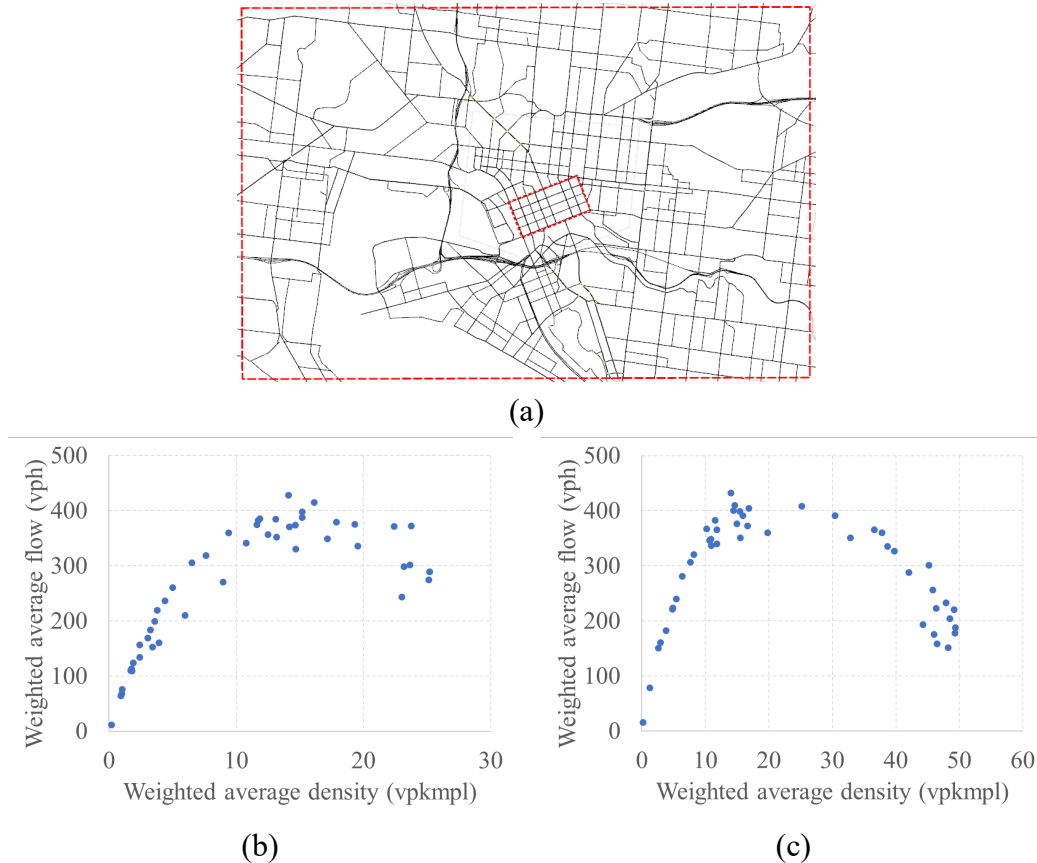 (a)
500
400
300
200
100
0
Weighted average flow (vph)
0 10 20 30
Weighted average density (vpkmpl)
(b)
500
400
300
200
100
0
Weighted average flow (vph)
0 10 20 30 40 50 60
Weighted average density (vpkmpl)
(c)